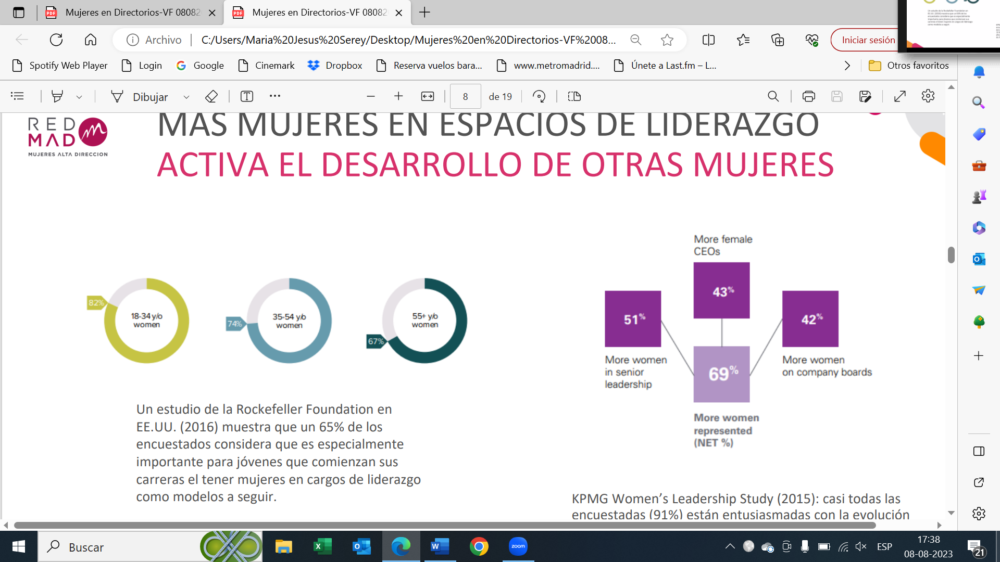 Mujeres en Directorios-VF 08082
Mujeres en Directorios-VF 08082
Archivo
C:/Users/Maria%20Jesus%20Serey/Desktop/Mujeres%20en%20Directorios-VF%2008...
Iniciar sesión
Spotify Web Player
Login
Google
Cinemark
Dropbox
Reserva vuelos bara...
www.metromadrid....
Únete a Last.fm – L...
Otros favoritos
Dibujar
8
de 19
RED
MAD
MUJERES ALTA DIRECCION
MAS MUJERES EN ESPACIOS DE LIDERAZGO
ACTIVA EL DESARROLLO DE OTRAS MUJERES
82%
18-34 y/o
women
74%
35-54 y/o
women
67%
55+ y/o
women
Un estudio de la Rockefeller Foundation en
EE.UU. (2016) muestra que un 65% de los
encuestados considera que es especialmente
importante para jóvenes que comienzan sus
carreras el tener mujeres en cargos de liderazgo
como modelos a seguir.
More female
CEOs
43%
51%
42%
More women
in senior
leadership
69%
More women
on company boards
More women
represented
(NET %)
KPMG Women’s Leadership Study (2015): casi todas las
encuestadas (91%) están entusiasmadas con la evolución
Buscar
zoom
ESP
17:38
08-08-2023
21